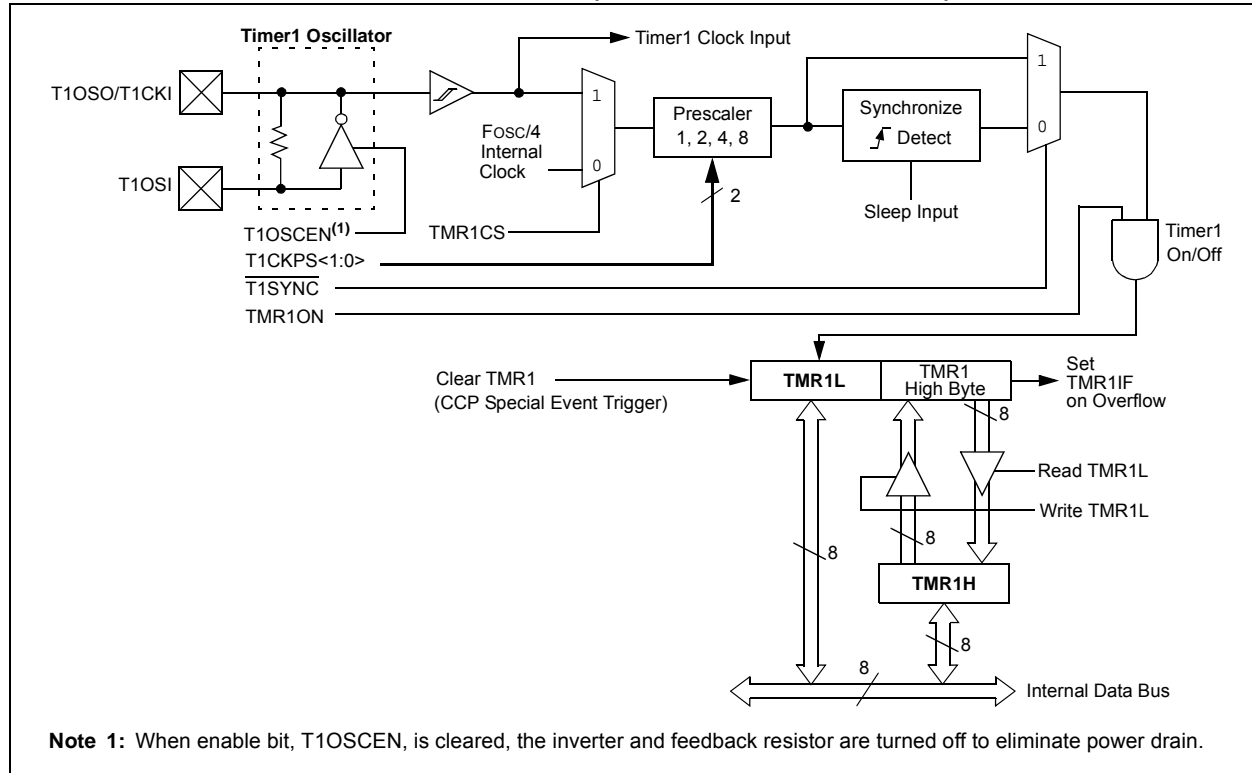 Timer1 Oscillator
Timer1 Clock Input
T1OSO/T1CKI
1
FOSC/4
Internal
Clock
0
Prescaler
1, 2, 4, 8
Synchronize
Detect
1
0
T1OSI
2
Sleep Input
T1OSCEN(1)
TMR1CS
Timer1
On/Off
T1CKPS<1:0>
T1SYNC
TMR1ON
Clear TMR1
(CCP Special Event Trigger)
TMR1L
TMR1
High Byte
Set
TMR1IF
on Overflow
8
Read TMR1L
Write TMR1L
8
8
TMR1H
8
8
Internal Data Bus
Note 1: When enable bit, T1OSCEN, is cleared, the inverter and feedback resistor are turned off to eliminate power drain.